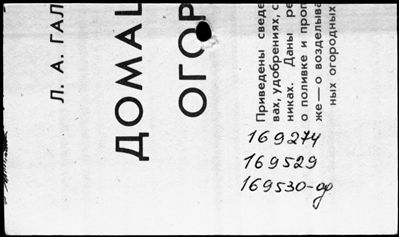 Л. А. ГАЛ
ДОМАШ
ОГОР
Приведены сведе
вах, удобрениях, с
никах. Даны ре
о поливке и проп
же — о возделыва
ных огородных
169274
169529
169530-ф